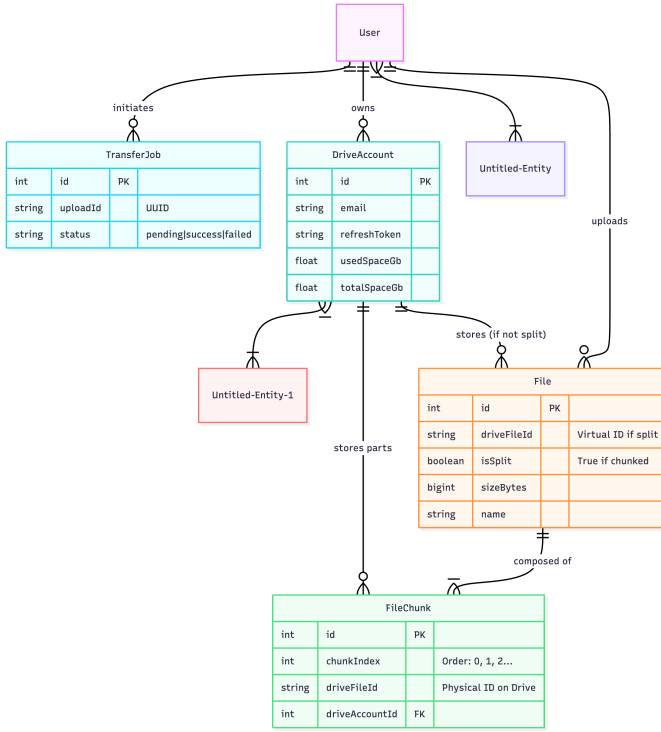 User
initiates
owns
TransferJob
int id PK
string uploadId UUID
string status pending|success|failed
DriveAccount
int id PK
string email
string refreshToken
float usedSpaceGb
float totalSpaceGb
Untitled-Entity
uploads
stores (if not split)
Untitled-Entity-1
File
int id PK
string driveFileId Virtual ID if split
boolean isSplit True if chunked
bigint sizeBytes
string name
stores parts
composed of
FileChunk
int id PK
int chunkIndex Order: 0, 1, 2...
string driveFileId Physical ID on Drive
int driveAccountId FK